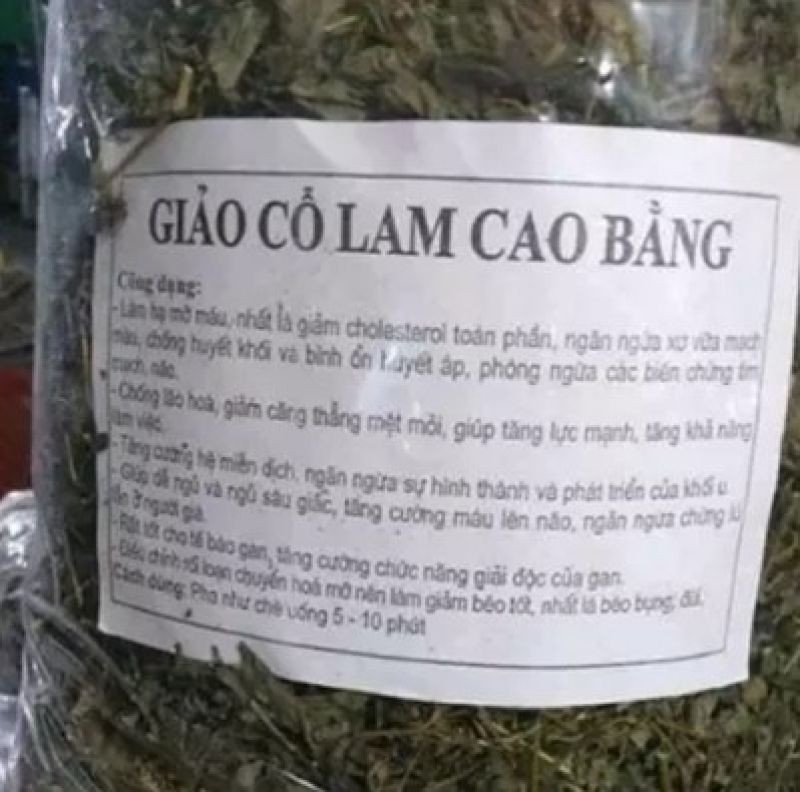 GIẢO CỔ LAM CAO BẰNG
Công dụng:
- Làm hạ mỡ máu, nhất là giảm cholesterol toàn phần, ngăn ngừa xơ vữa mạch
máu, chống huyết khối và bình ổn huyết áp, phòng ngừa các biến chứng tim
mạch, não.
- Chống lão hoá, giảm căng thẳng mệt mỏi, giúp tăng lực mạnh, tăng khả năng
làm việc.
- Tăng cường hệ miễn dịch, ngăn ngừa sự hình thành và phát triển của khối u.
- Giúp dễ ngủ và ngủ sâu giấc, tăng cường máu lên não, ngăn ngừa chứng lú
lẫn ở người già.
- Rất tốt cho tế bào gan, tăng cường chức năng giải độc của gan.
- Điều chỉnh rối loạn chuyển hoá mỡ nên làm giảm béo tốt, nhất là béo bụng, đùi.
Cách dùng: Pha như chè uống 5 - 10 phút